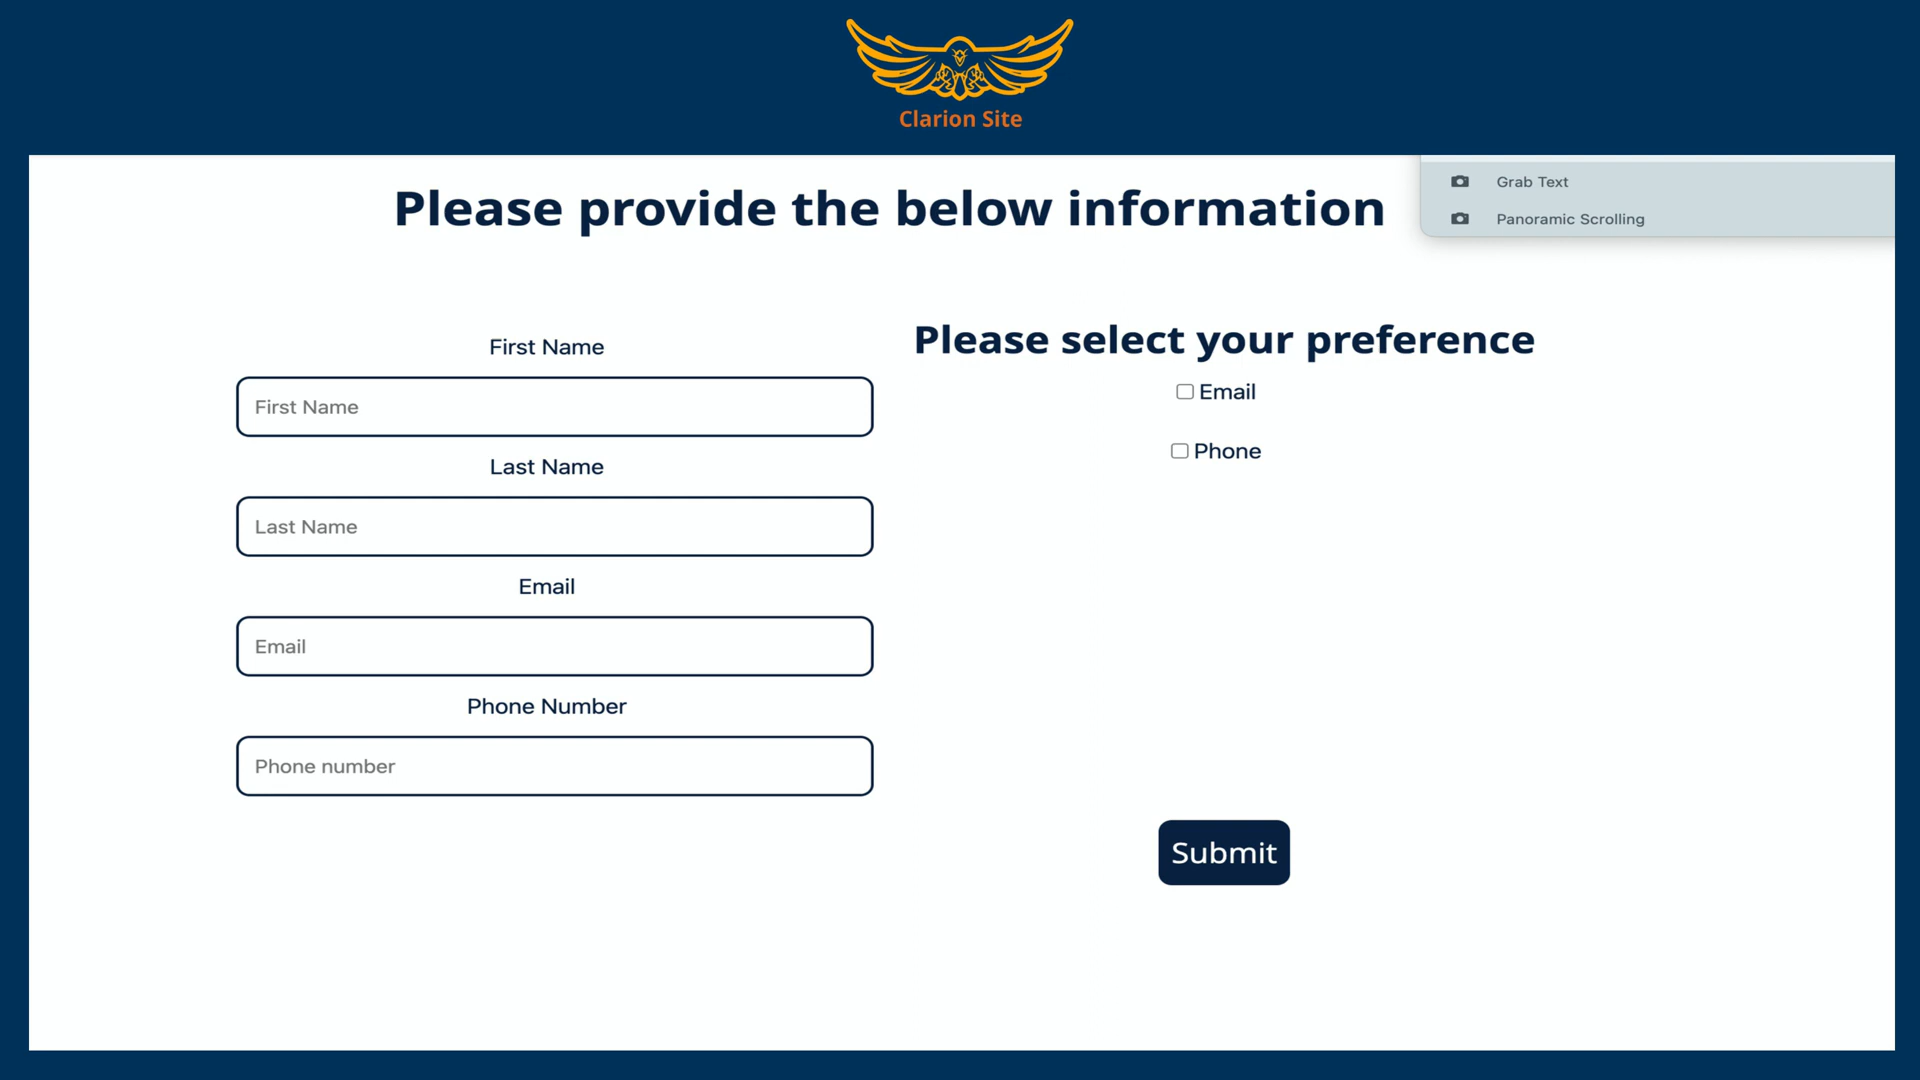 Clarion Site
Grab Text
Panoramic Scrolling
Please provide the below information
First Name
First Name
Last Name
Last Name
Email
Email
Phone Number
Phone number
Please select your preference
Email
Phone
Submit